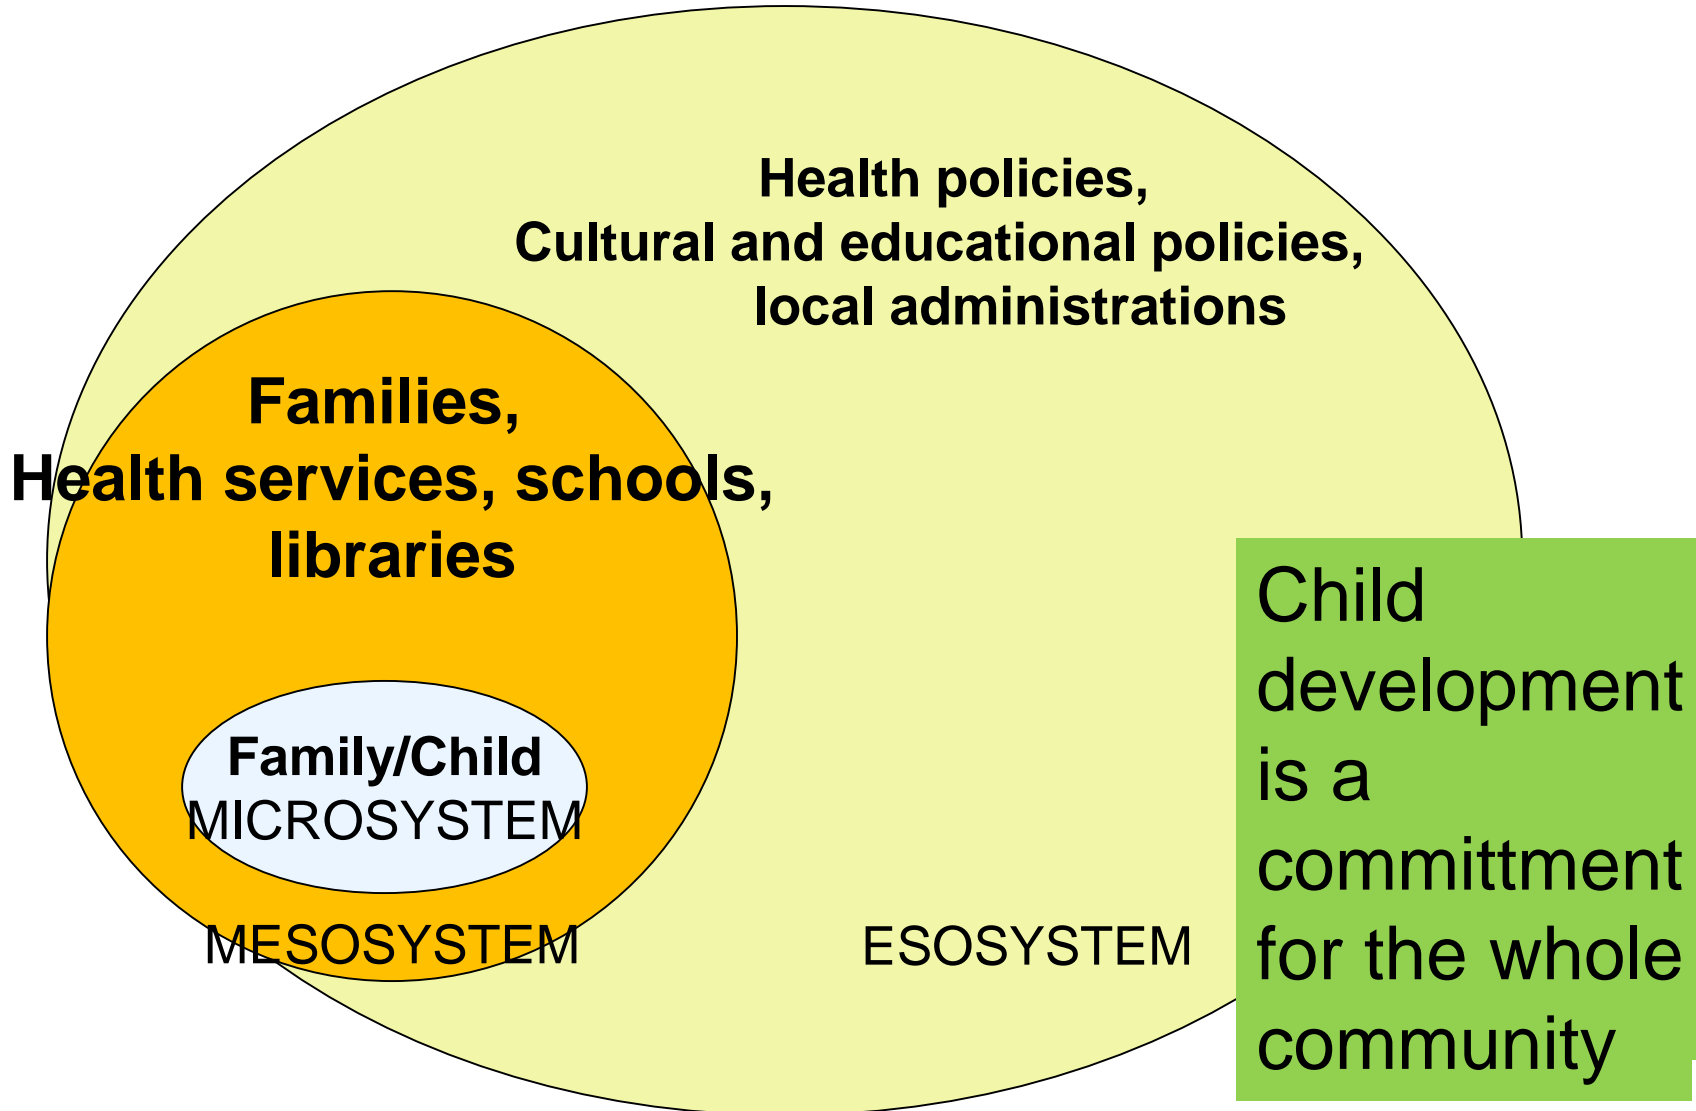 Health policies,
Cultural and educational policies,
local administrations
Families,
Health services, schools,
libraries
Family/Child
MICROSYSTEM
MESOSYSTEM
ESOSYSTEM
Child
development
is a
committment
for the whole
community